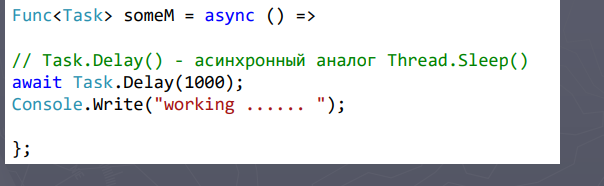 Func<Task> someM = async () =>
// Task.Delay() - асинхронный аналог Thread.Sleep()
await Task.Delay(1000);
Console.Write("working ...... ");
};